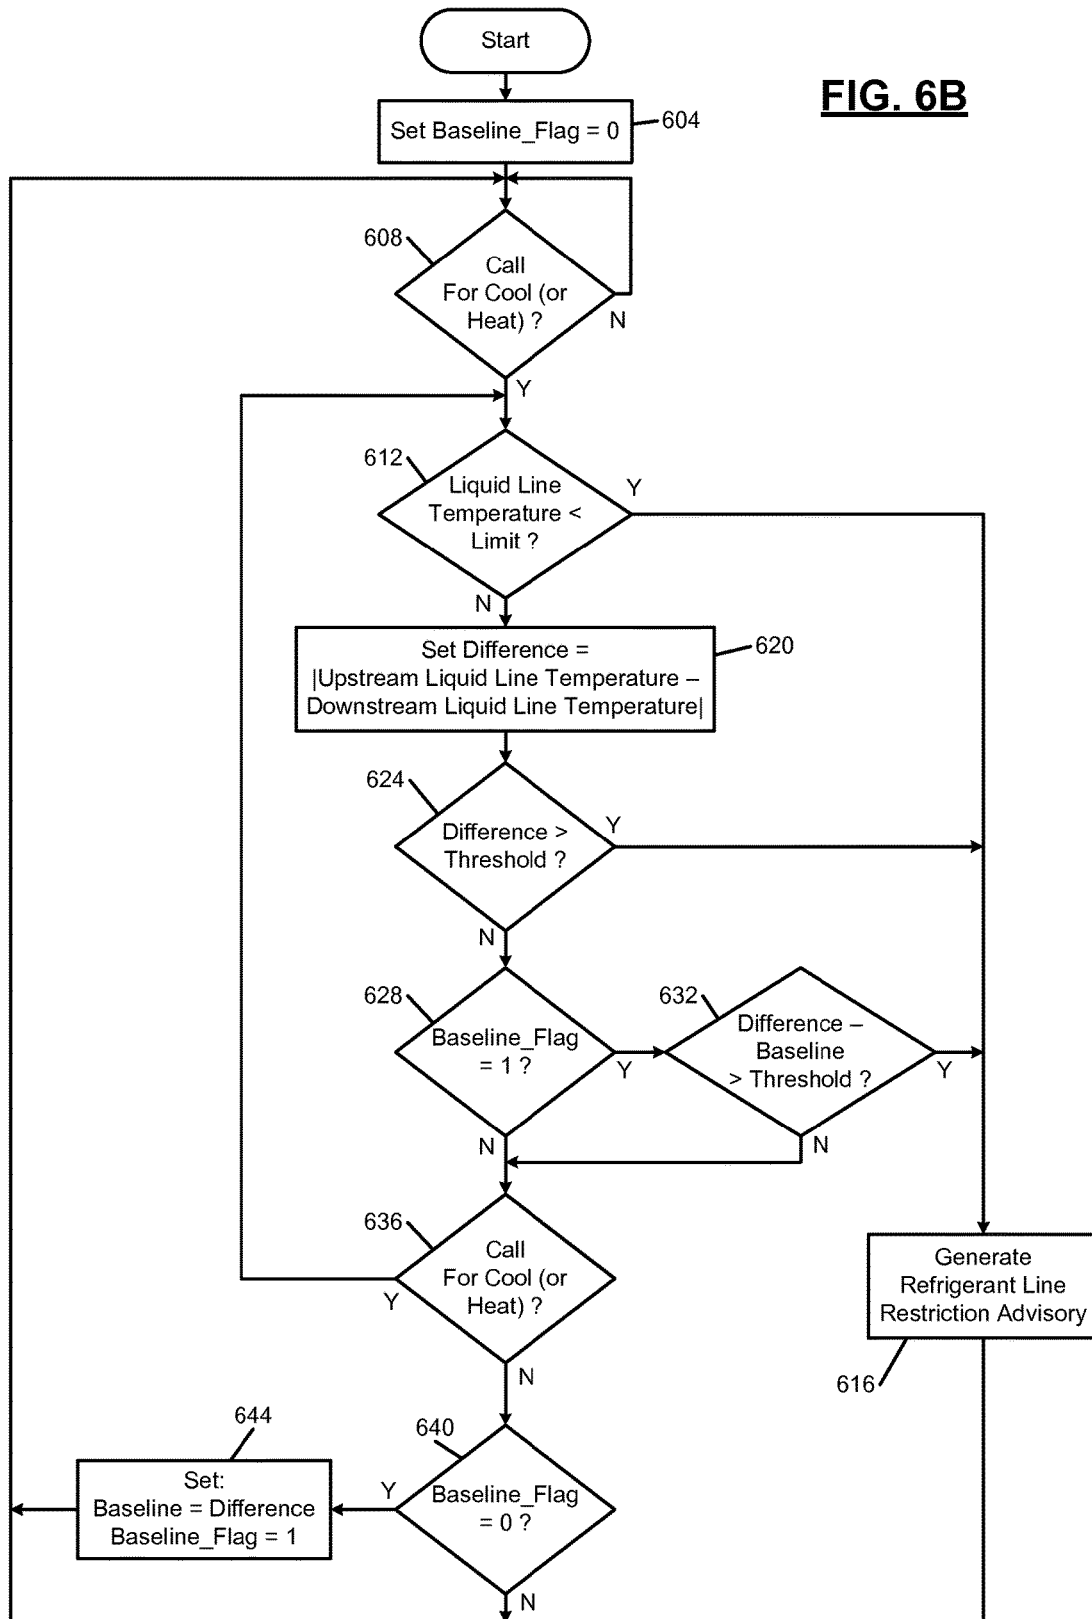 Start
FIG. 6B
Set Baseline_Flag = 0
604
608
Call
For Cool (or
Heat) ?
N
Y
612
Liquid Line
Temperature <
Limit ?
Y
N
Set Difference =
|Upstream Liquid Line Temperature –
Downstream Liquid Line Temperature|
620
624
Difference >
Threshold ?
Y
N
628
Baseline_Flag
= 1 ?
Y
N
632
Difference –
Baseline
> Threshold ?
Y
N
636
Call
For Cool (or
Heat) ?
Y
N
Generate
Refrigerant Line
Restriction Advisory
616
640
Baseline_Flag
= 0 ?
Y
N
644
Set:
Baseline = Difference
Baseline_Flag = 1